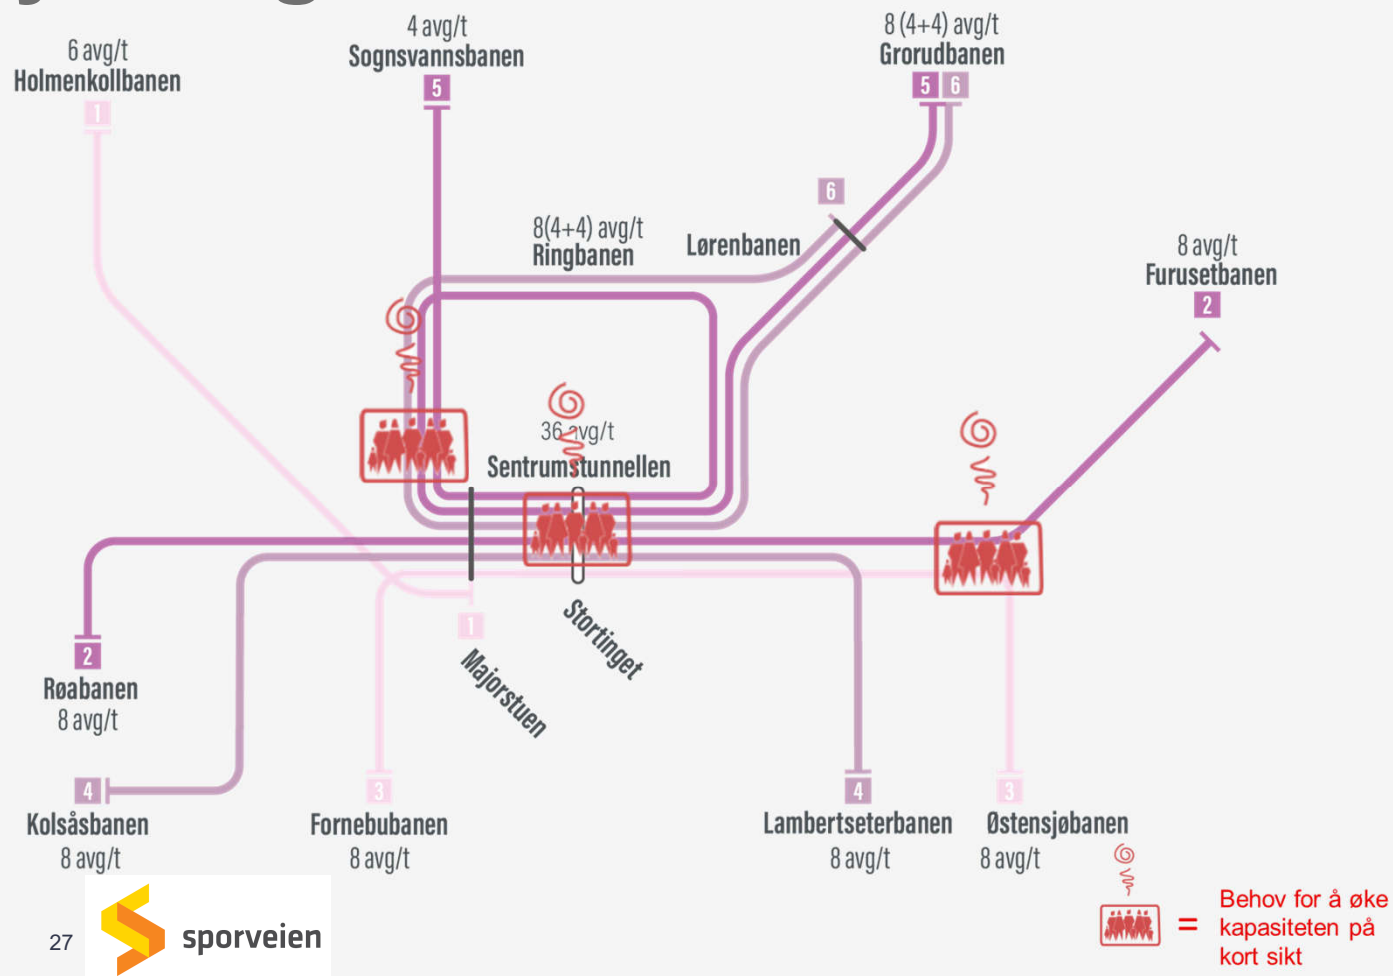 6 avg/t
Holmenkollbanen
1
4 avg/t
Sognsvannsbanen
5
8 (4+4) avg/t
Grorudbanen
5 6
6
8(4+4) avg/t
Ringbanen
Lørenbanen
8 avg/t
Furusetbanen
2
36 avg/t
Sentrumstunnellen
Stortinget
1
Majorstuen
2
Røabanen
8 avg/t
4
Kolsåsbanen
8 avg/t
3
Fornebubanen
8 avg/t
4
Lambertseterbanen
8 avg/t
3
Østensjøbanen
8 avg/t
= Behov for å øke
kapasiteten på
kort sikt
27
sporveien